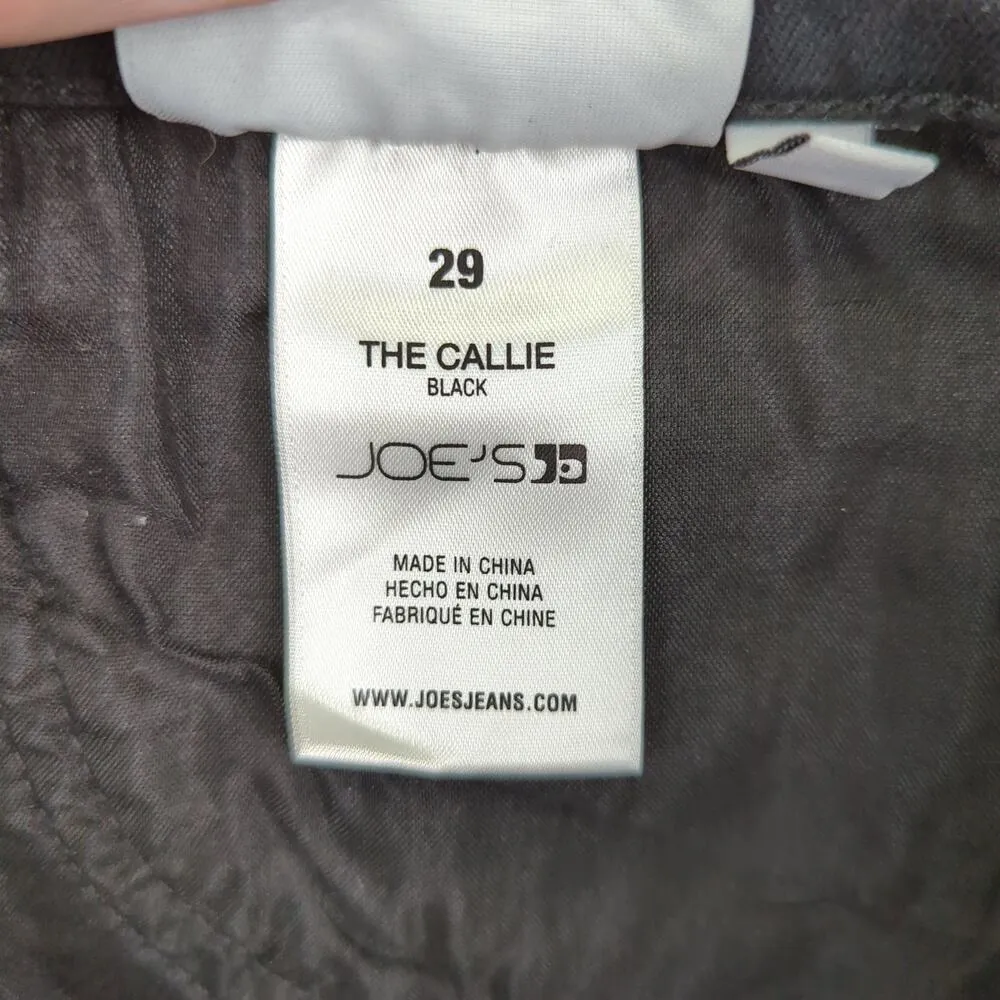 29
THE CALLIE
BLACK
JOE'S
MADE IN CHINA
HECHO EN CHINA
FABRIQUÉ EN CHINE
WWW.JOESJEANS.COM